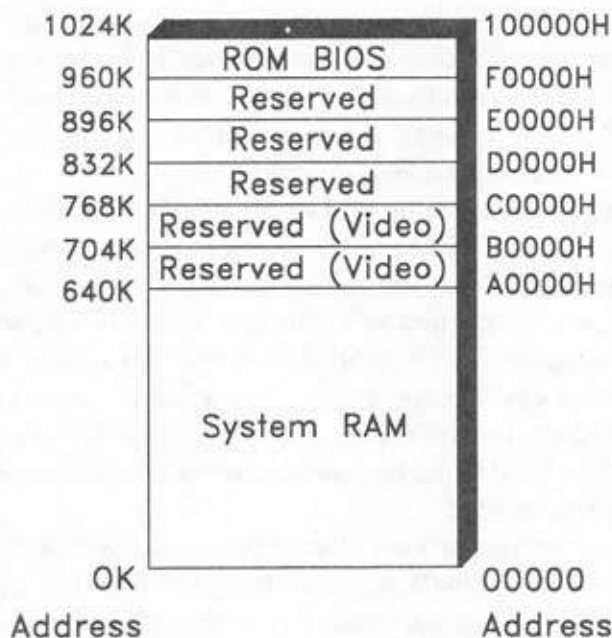 1024K 100000H
ROM BIOS
960K F0000H
Reserved
896K E0000H
Reserved
832K D0000H
Reserved
768K C0000H
Reserved (Video)
704K B0000H
Reserved (Video)
640K A0000H
System RAM
0K 00000
Address Address